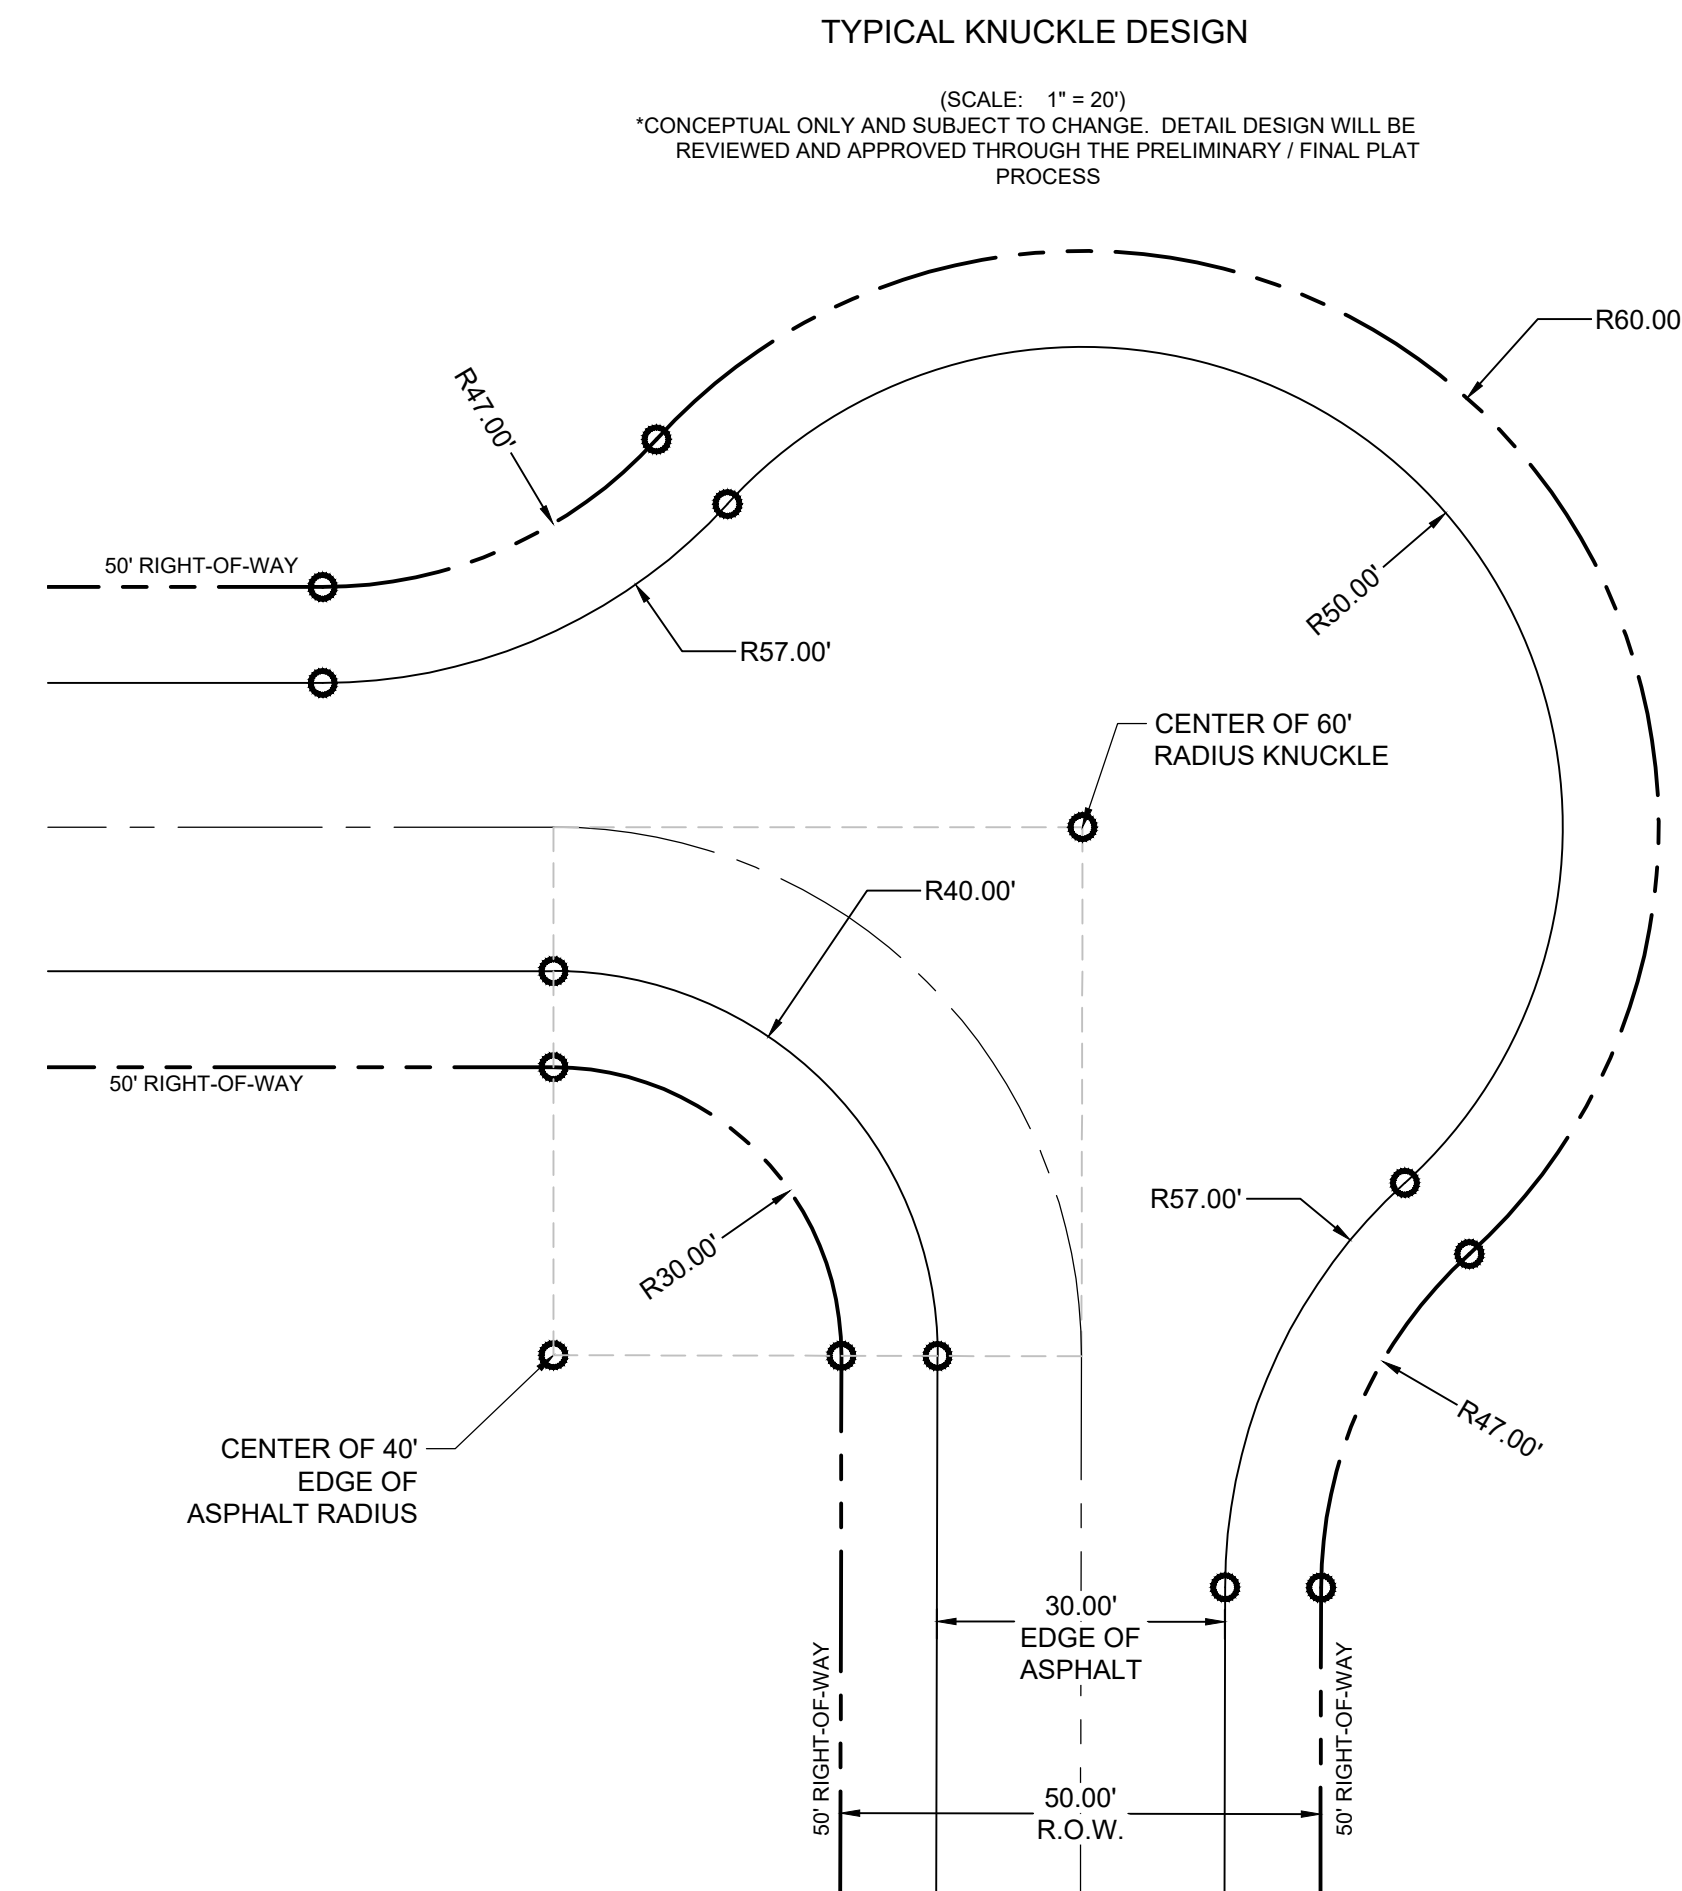 TYPICAL KNUCKLE DESIGN
(SCALE: 1" = 20')
*CONCEPTUAL ONLY AND SUBJECT TO CHANGE. DETAIL DESIGN WILL BE
REVIEWED AND APPROVED THROUGH THE PRELIMINARY / FINAL PLAT
PROCESS
R60.00
R47.00'
50' RIGHT-OF-WAY
R50.00'
R57.00'
CENTER OF 60'
RADIUS KNUCKLE
R40.00'
50' RIGHT-OF-WAY
R57.00'
R30.00'
R47.00'
CENTER OF 40'
EDGE OF
ASPHALT RADIUS
30.00'
EDGE OF
ASPHALT
50' RIGHT-OF-WAY
50' RIGHT-OF-WAY
50.00'
R.O.W.